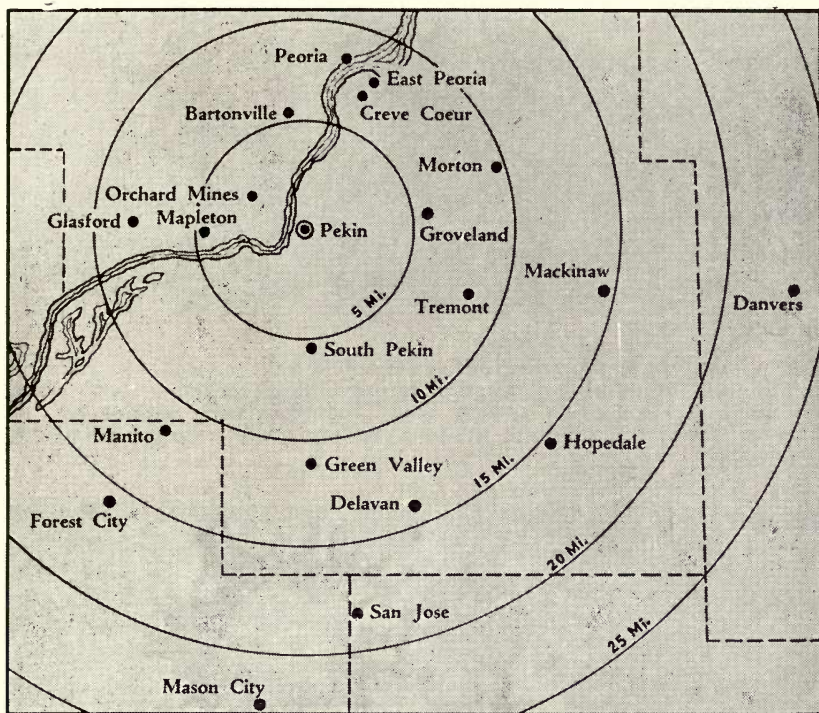 Peoria
East Peoria
Bartonville
Creve Coeur
Morton
Orchard Mines
Glasford
Mapleton
Pekin
Groveland
Mackinaw
Tremont
Danvers
5 Mi.
South Pekin
10 Mi.
Manito
Hopedale
Green Valley
15 Mi.
Delavan
Forest City
20 Mi.
San Jose
25 Mi.
Mason City